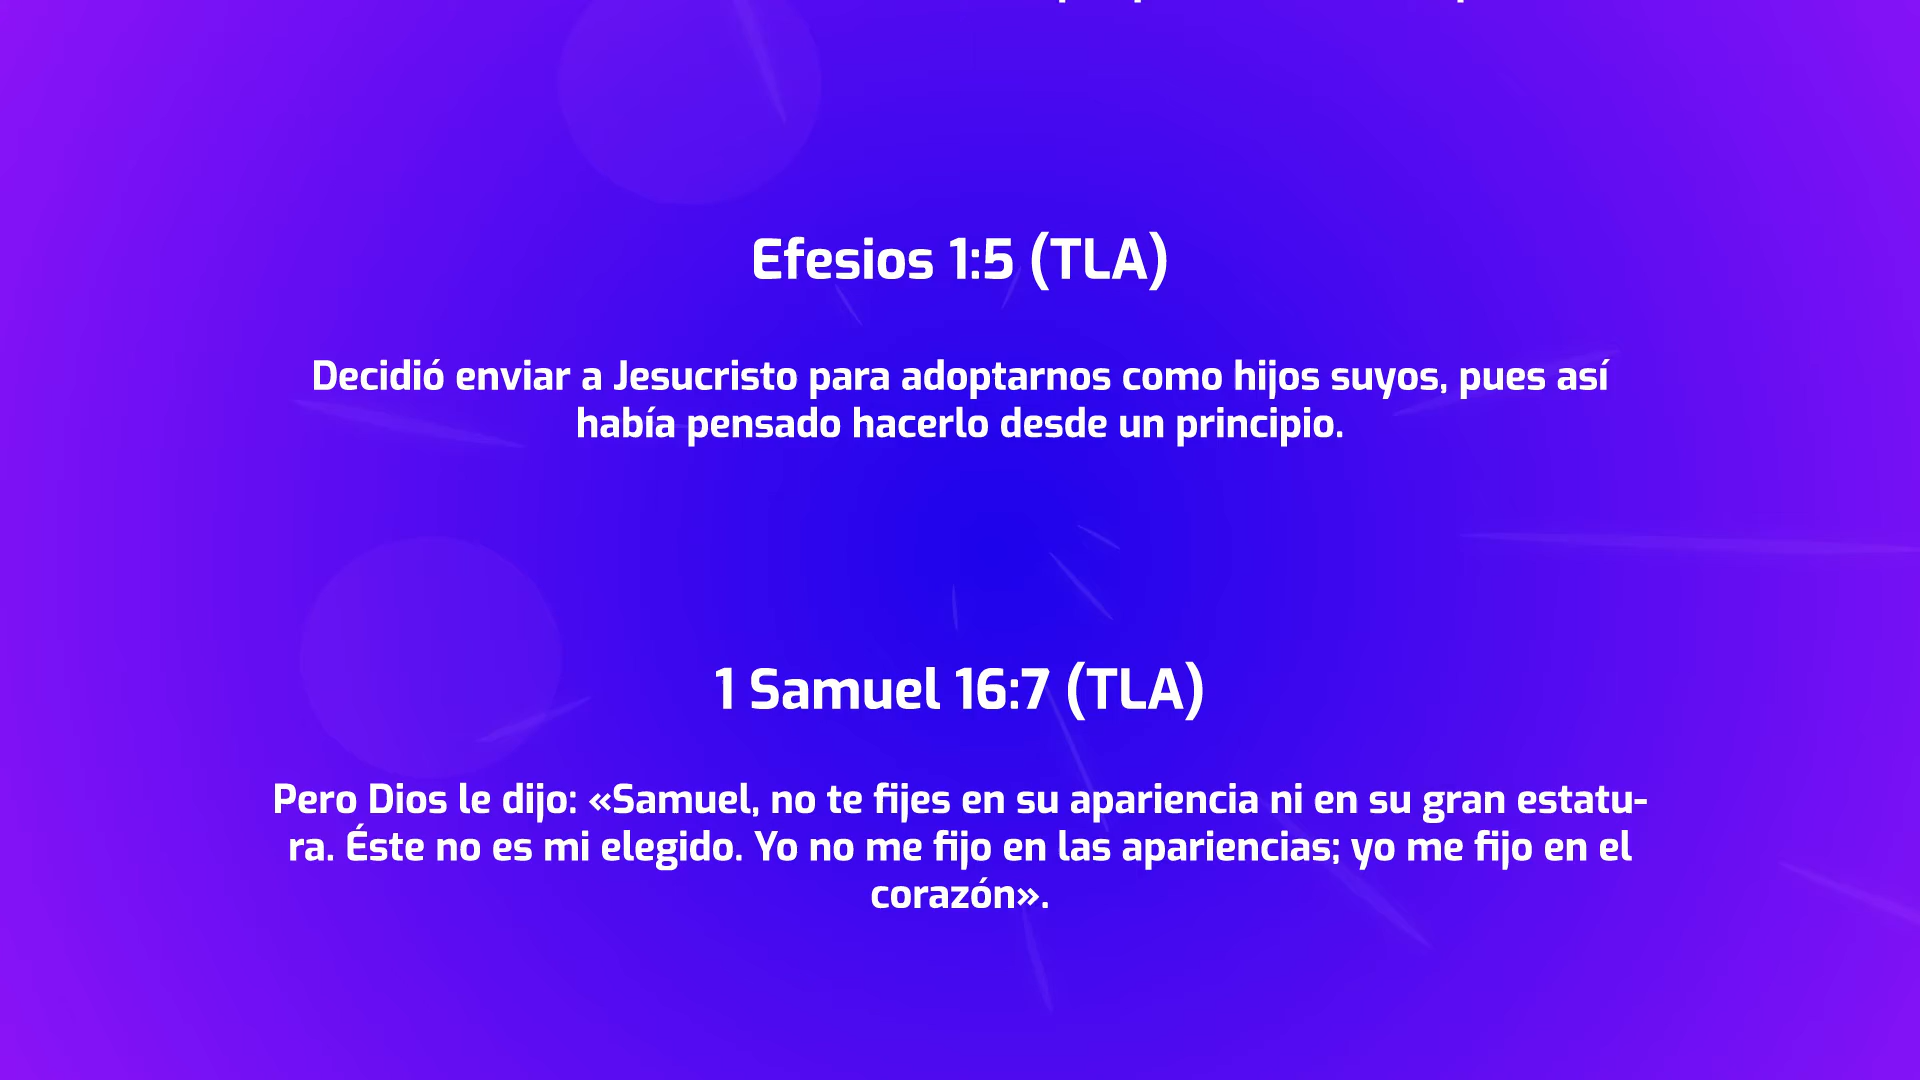 Efesios 1:5 (TLA)
Decidió enviar a Jesucristo para adoptarnos como hijos suyos, pues así
había pensado hacerlo desde un principio.
1 Samuel 16:7 (TLA)
Pero Dios le dijo: «Samuel, no te fijes en su apariencia ni en su gran estatu-
ra. Éste no es mi elegido. Yo no me fijo en las apariencias; yo me fijo en el
corazón».